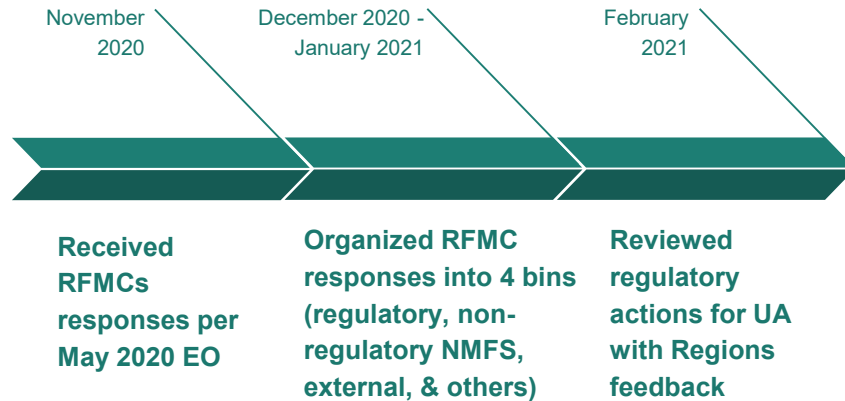 November
2020
December 2020 -
January 2021
February
2021
Received
RFMCs
responses per
May 2020 EO
Organized RFMC
responses into 4 bins
(regulatory, non-
regulatory NMFS,
external, & others)
Reviewed
regulatory
actions for UA
with Regions
feedback